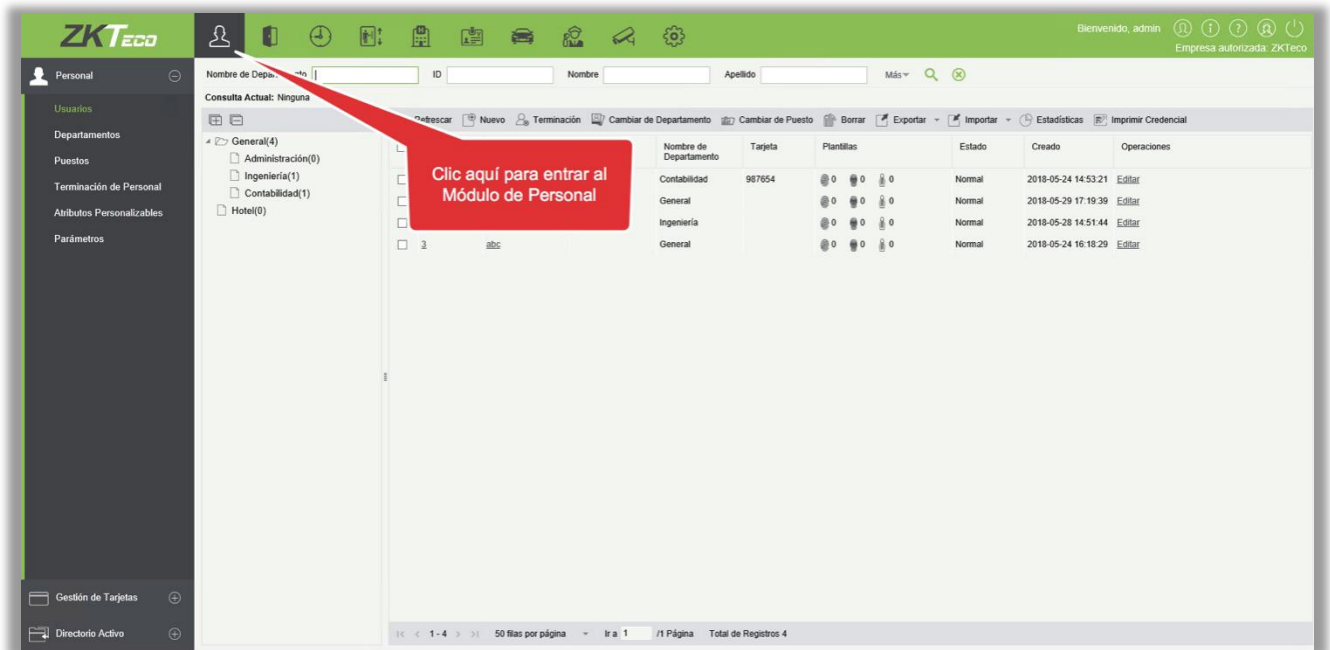 ZKTeco
Bienvenido, admin
Empresa autorizada: ZKTeco
Personal
Usuarios
Departamentos
Puestos
Terminación de Personal
Atributos Personalizables
Parámetros
Gestión de Tarjetas
Directorio Activo
Nombre de ID Nombre Apellido Más
Consulta Actual: Ninguna
Refrescar Nuevo Terminación Cambiar de Departamento Cambiar de Puesto Borrar Exportar Importar Estadísticas Imprimir Credencial
General(4)
Administración(0)
Ingeniería(1)
Contabilidad(1)
Hotel(0)
Clic aquí para entrar al
Módulo de Personal
Nombre de Departamento Tarjeta Plantillas Estado Creado Operaciones
Contabilidad 987654 0 0 0 Normal 2018-05-24 14:53:21 Editar
General 0 0 0 Normal 2018-05-29 17:19:39 Editar
Ingeniería 0 0 0 Normal 2018-05-28 14:51:44 Editar
3 abc General 0 0 0 Normal 2018-05-24 16:18:29 Editar
1 - 4 50 filas por página Ir a 1 /1 Página Total de Registros 4